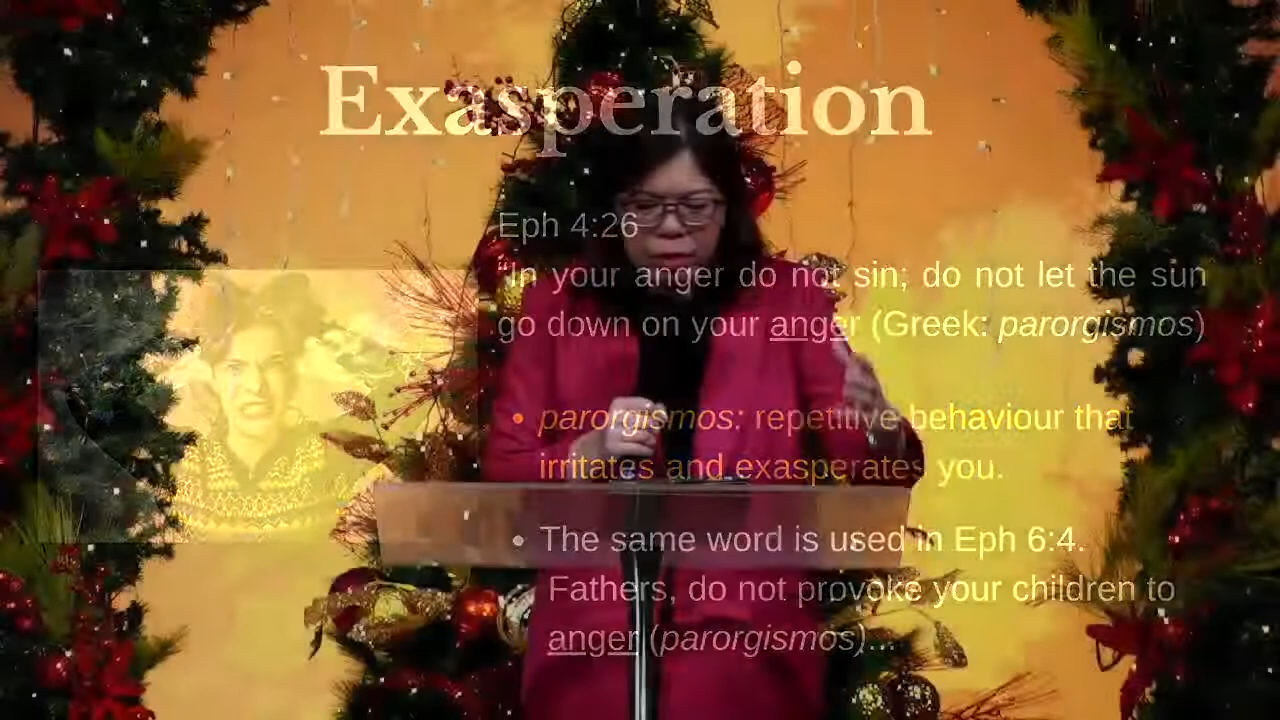 Exasperation
Eph 4:26
"In your anger do not sin; do not let the sun
go down on your anger (Greek: parorgismos)
• parorgismos: repetitive behaviour that
irritates and exasperates you.
• The same word is used in Eph 6:4.
Fathers, do not provoke your children to
anger (parorgismos)...